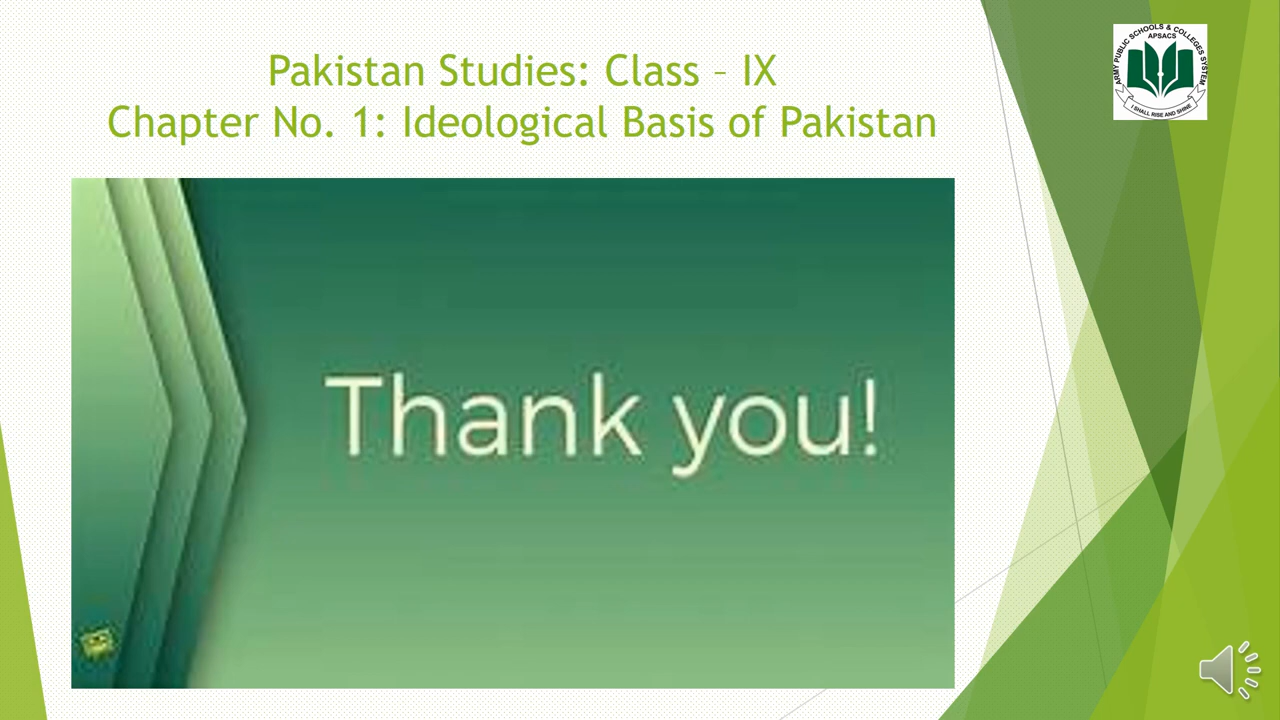 Pakistan Studies: Class – IX
Chapter No. 1: Ideological Basis of Pakistan
ARMY PUBLIC SCHOOLS & COLLEGES SYSTEM
APSACS
I SHALL RISE AND SHINE
Thank you!